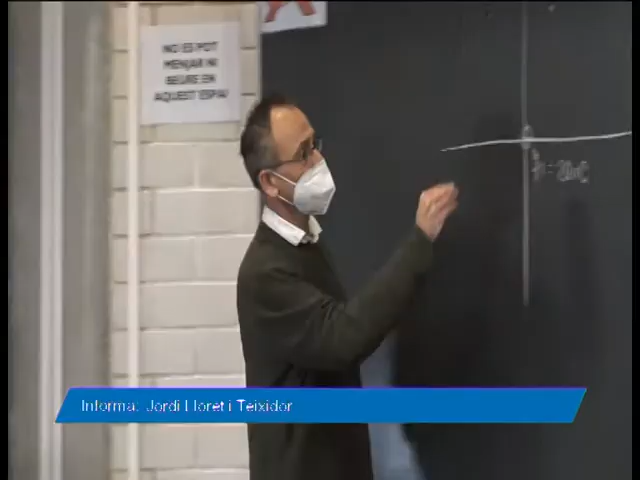 NO ES POT
MENJAR NI
BEURE EN
AQUEST ESPAI
Informa: Jordi Lloret i Teixidor